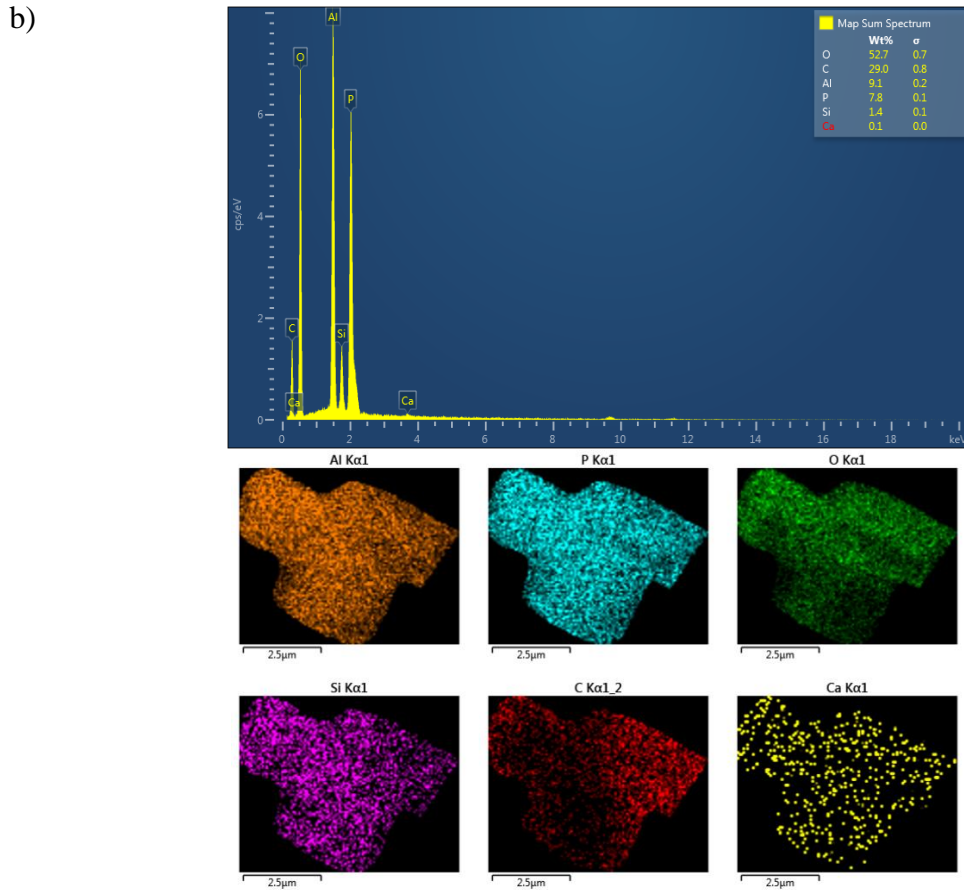 b)
Map Sum Spectrum
Wt% σ
O 52.7 0.7
C 29.0 0.8
Al 9.1 0.2
P 7.8 0.1
Si 1.4 0.1
Ca 0.1 0.0
Al
O
P
6
cps/eV
4
2
C
Si
Ca
Ca
0
0 2 4 6 8 10 12 14 16 18 keV
Al Kα1 P Kα1 O Kα1
2.5µm 2.5µm 2.5µm
Si Kα1 C Kα1_2 Ca Kα1
2.5µm 2.5µm 2.5µm